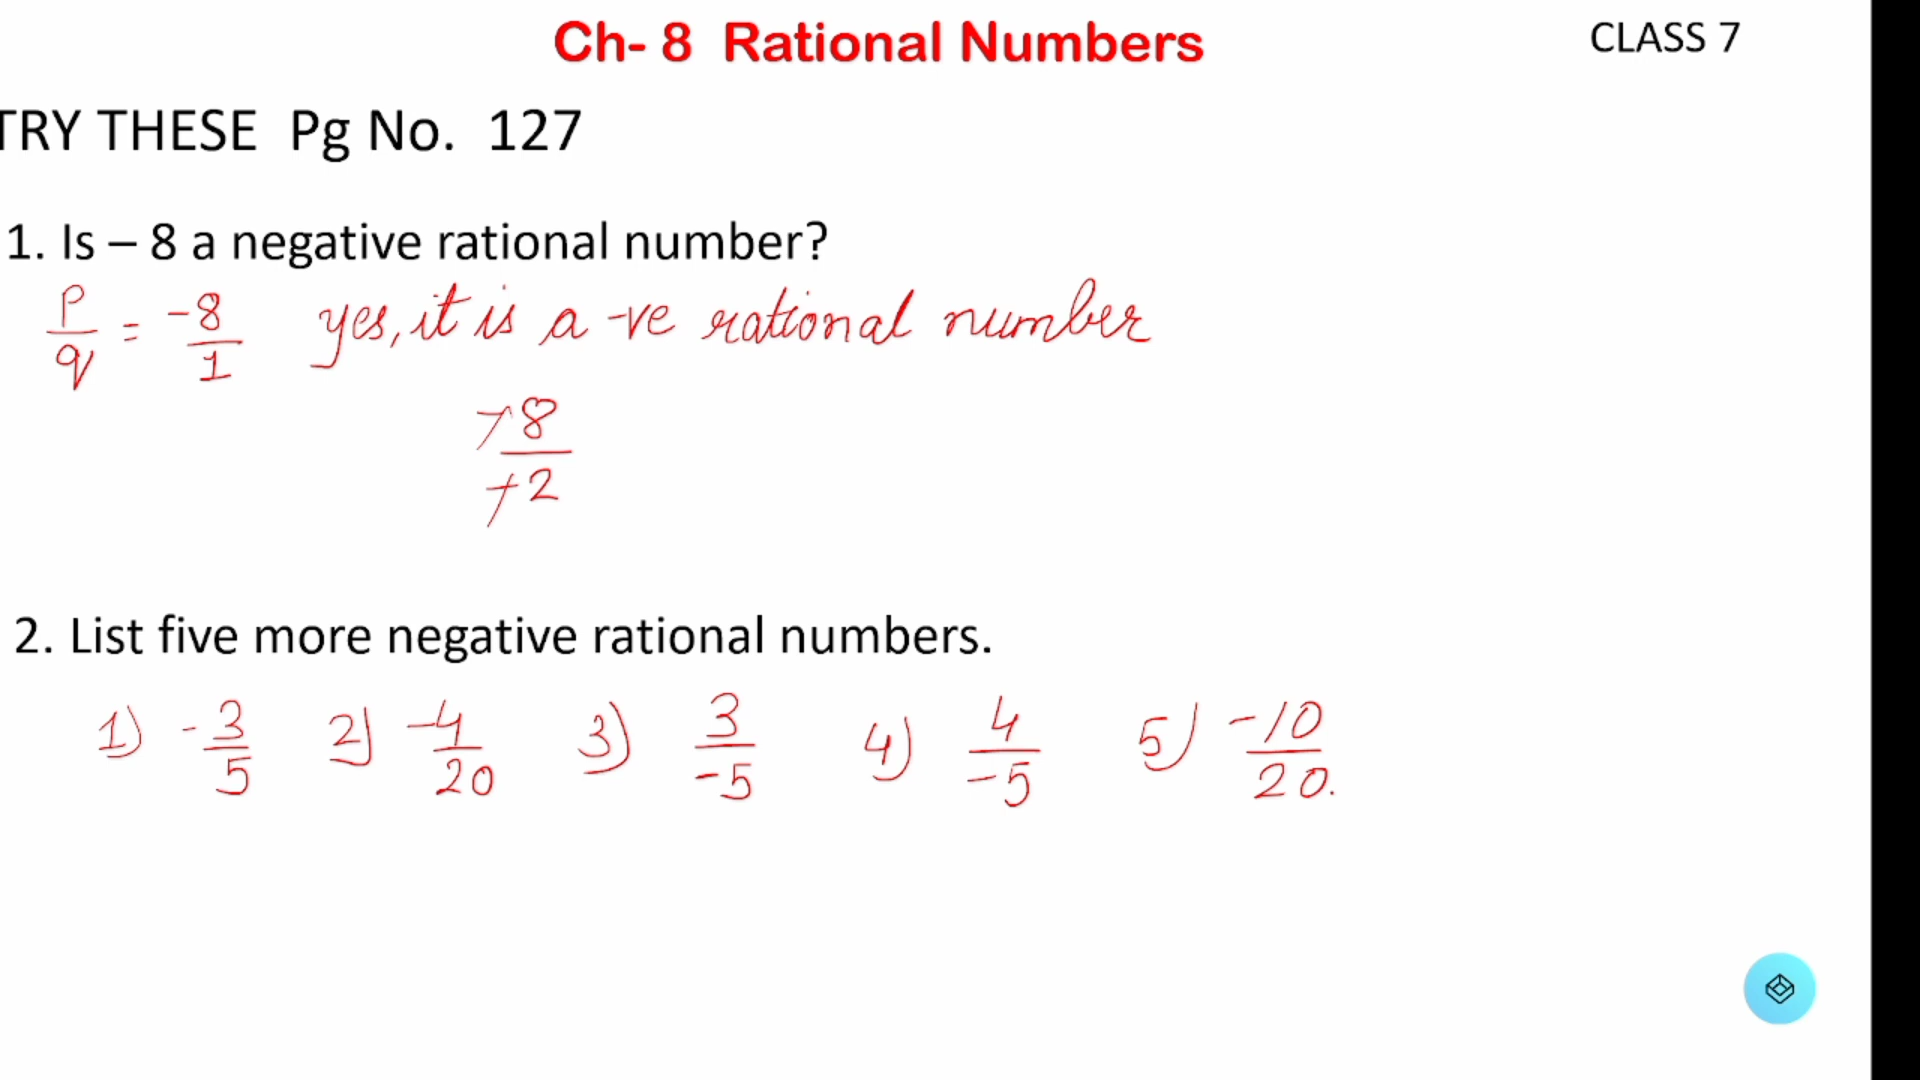 Ch- 8 Rational Numbers
CLASS 7
TRY THESE Pg No. 127
1. Is – 8 a negative rational number?
p/q = -8/1 yes, it is a -ve rational number
-8/-2
2. List five more negative rational numbers.
1) -3/5 2) -4/20 3) 3/-5 4) 4/-5 5) -10/20.